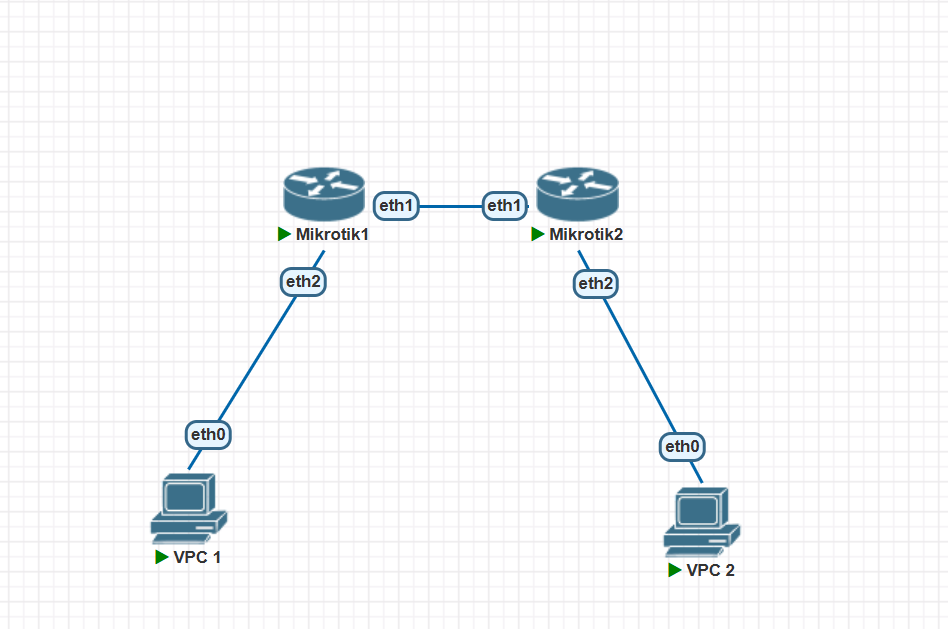 eth1
eth1
Mikrotik1
Mikrotik2
eth2
eth2
eth0
eth0
VPC 1
VPC 2